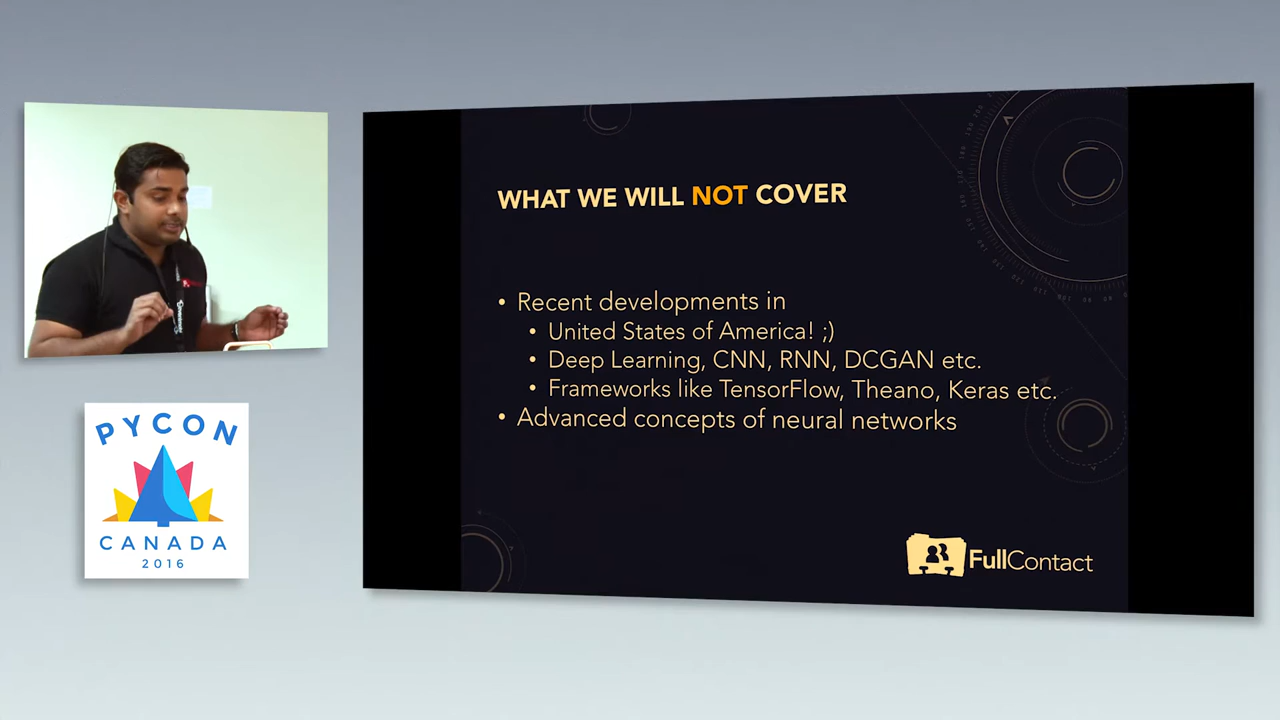 WHAT WE WILL NOT COVER
• Recent developments in
• United States of America! ;)
• Deep Learning, CNN, RNN, DCGAN etc.
• Frameworks like TensorFlow, Theano, Keras etc.
• Advanced concepts of neural networks
FullContact
PYCON
CANADA
2016